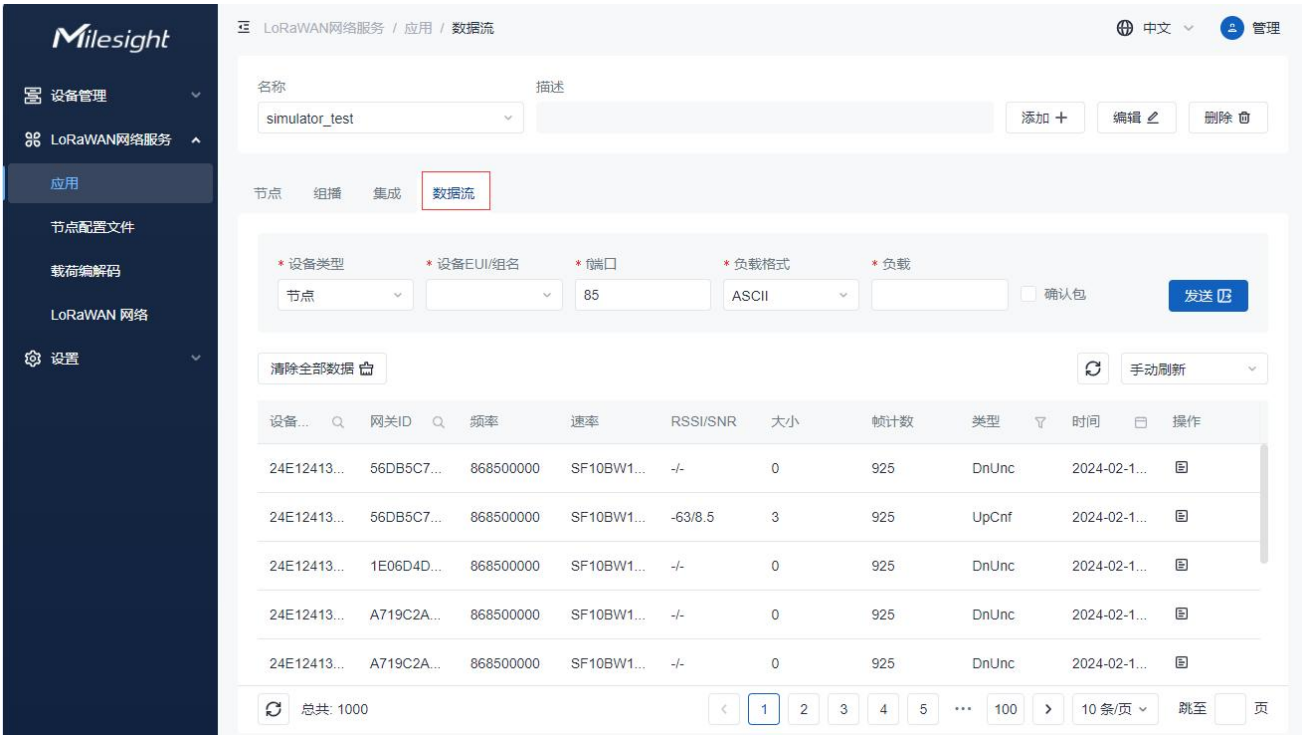 Milesight
LoRaWAN网络服务 / 应用 / 数据流
中文
管理
设备管理
LoRaWAN网络服务
应用
节点配置文件
载荷编解码
LoRaWAN 网络
设置
名称
描述
simulator_test
添加
编辑
删除
节点 组播 集成 数据流
* 设备类型 * 设备EUI/组名 * f端口 * 负载格式 * 负载
节点 85 ASCII 确认包 发送
清除全部数据
手动刷新
设备... 网关ID 频率 速率 RSSI/SNR 大小 帧计数 类型 时间 操作
24E12413... 56DB5C7... 868500000 SF10BW1... -/- 0 925 DnUnc 2024-02-1...
24E12413... 56DB5C7... 868500000 SF10BW1... -63/8.5 3 925 UpCnf 2024-02-1...
24E12413... 1E06D4D... 868500000 SF10BW1... -/- 0 925 DnUnc 2024-02-1...
24E12413... A719C2A... 868500000 SF10BW1... -/- 0 925 DnUnc 2024-02-1...
24E12413... A719C2A... 868500000 SF10BW1... -/- 0 925 DnUnc 2024-02-1...
总共: 1000 < 1 2 3 4 5 ••• 100 > 10 条/页 跳至 页